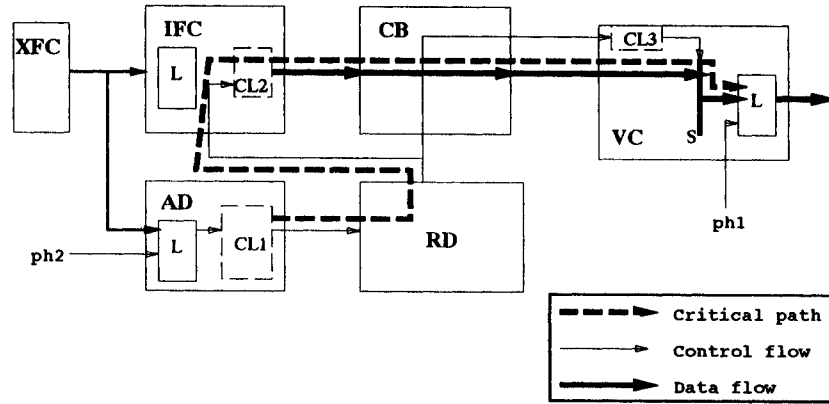 XFC
IFC
L
CL2
CB
CL3
L
S
VC
ph1
AD
L
CL1
ph2
RD
Critical path
Control flow
Data flow